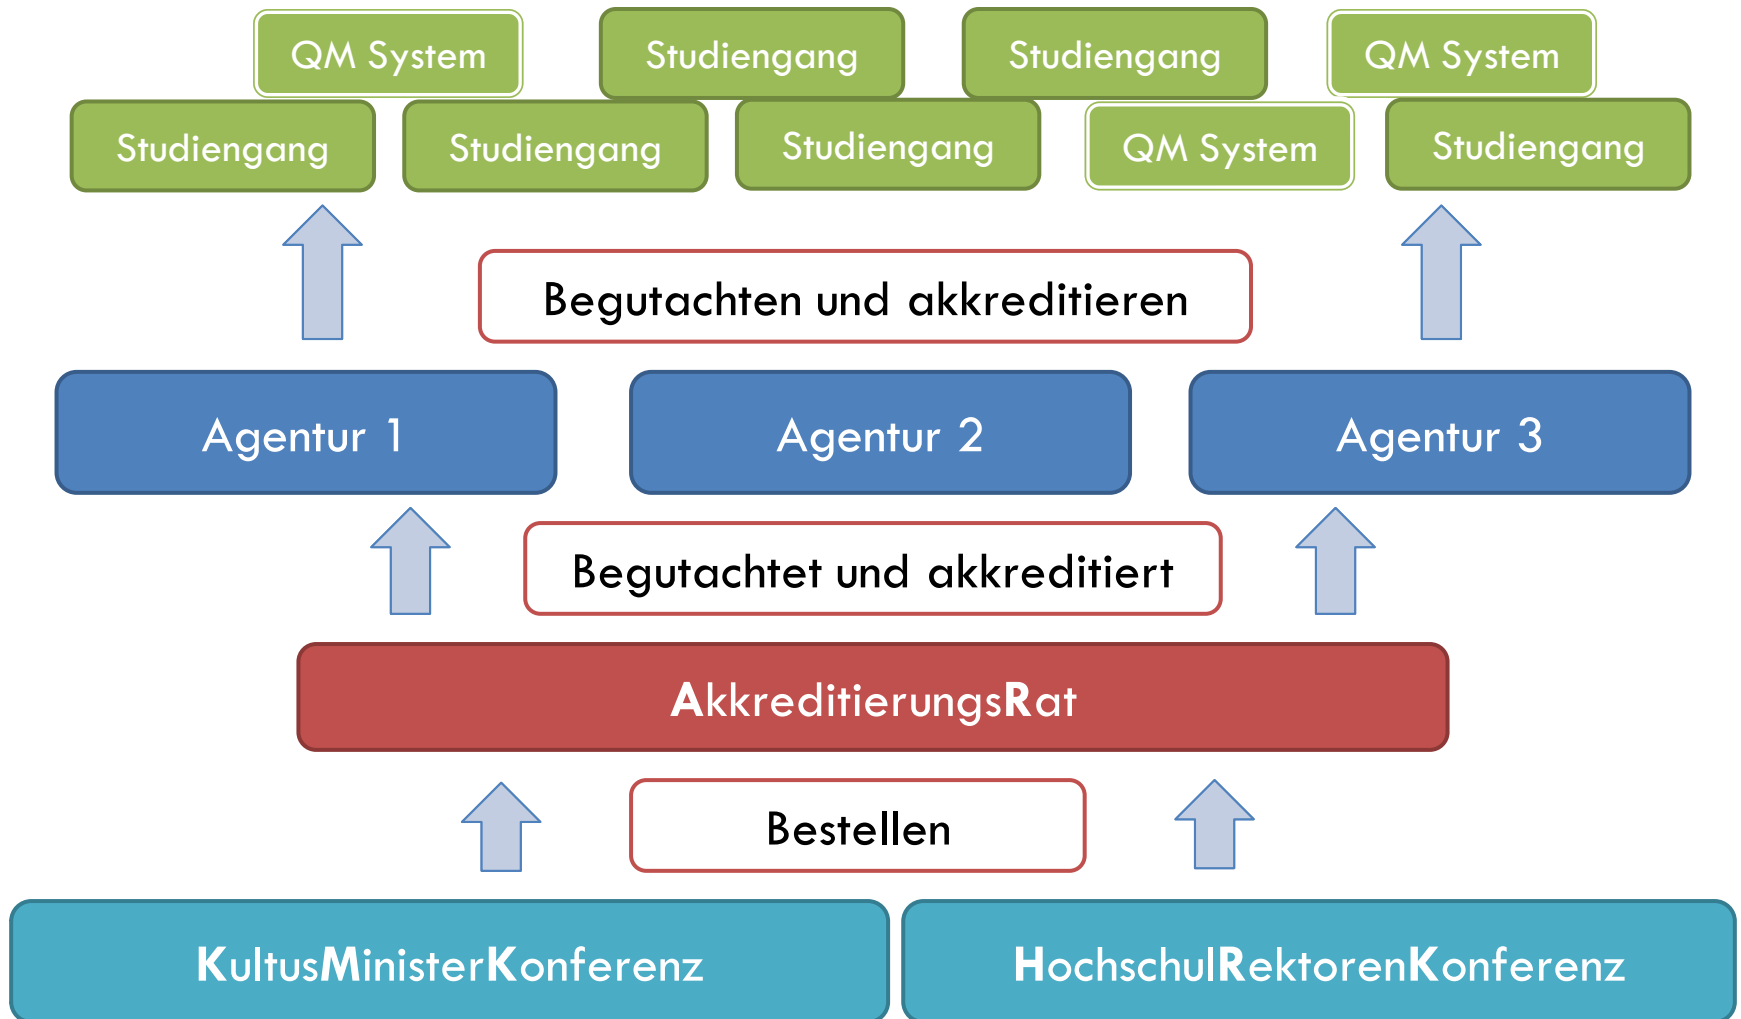 QM System
Studiengang
Studiengang
QM System
Studiengang
Studiengang
Studiengang
QM System
Studiengang
Begutachten und akkreditieren
Agentur 1
Agentur 2
Agentur 3
Begutachtet und akkreditiert
AkkreditierungsRat
Bestellen
KultusMinisterKonferenz
HochschulRektorenKonferenz